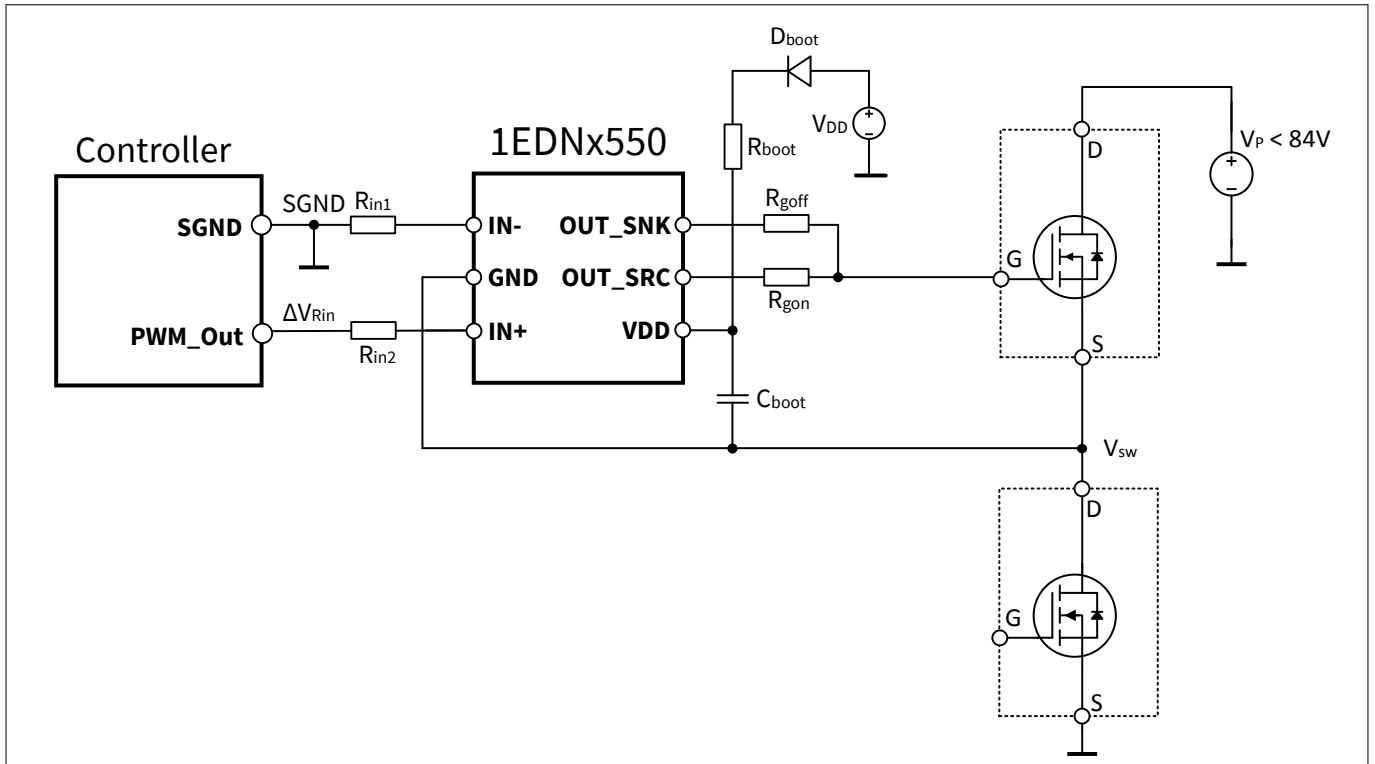 Dboot
Controller
1EDNx550
VDD
+
−
Rboot
D
VP < 84V
+
−
SGND
SGND
Rin1
IN-
OUT_SNK
Rgoff
GND
OUT_SRC
G
Rgon
PWM_Out
ΔVRin
Rin2
IN+
VDD
S
Cboot
Vsw
D
G
S